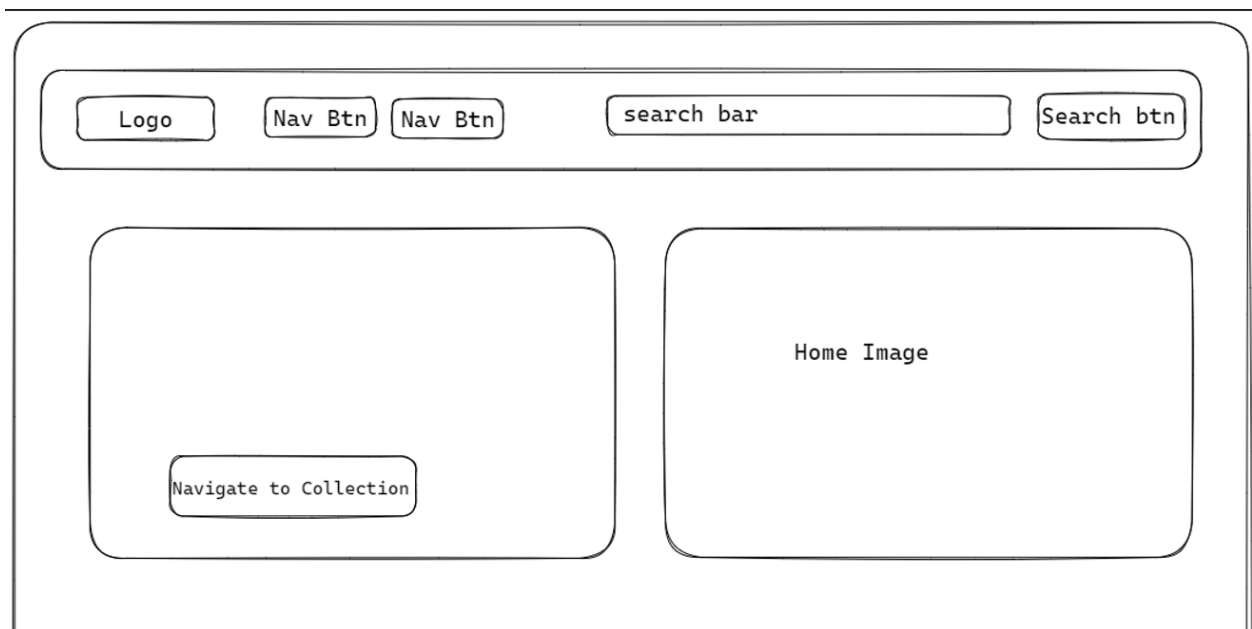 Logo
Nav Btn
Nav Btn
search bar
Search btn
Home Image
Navigate to Collection